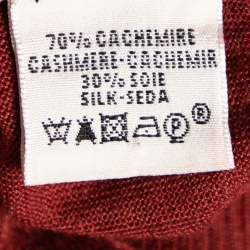 70% CACHEMIRE
CASHMERE-CACHEMIR
30% SOIE
SILK-SEDA
P®